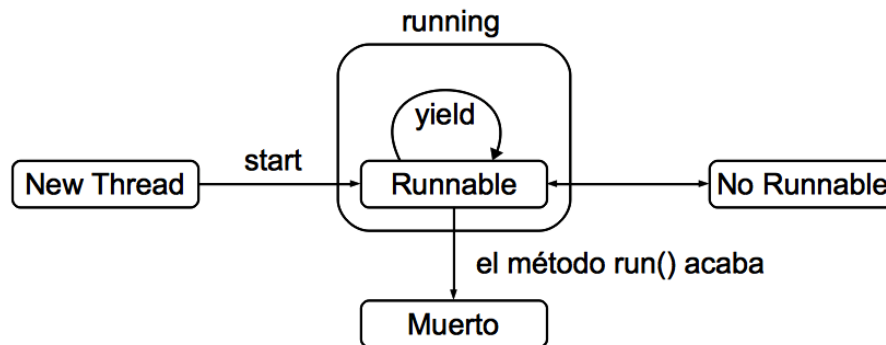 running
yield
start
New Thread
Runnable
No Runnable
el método run() acaba
Muerto